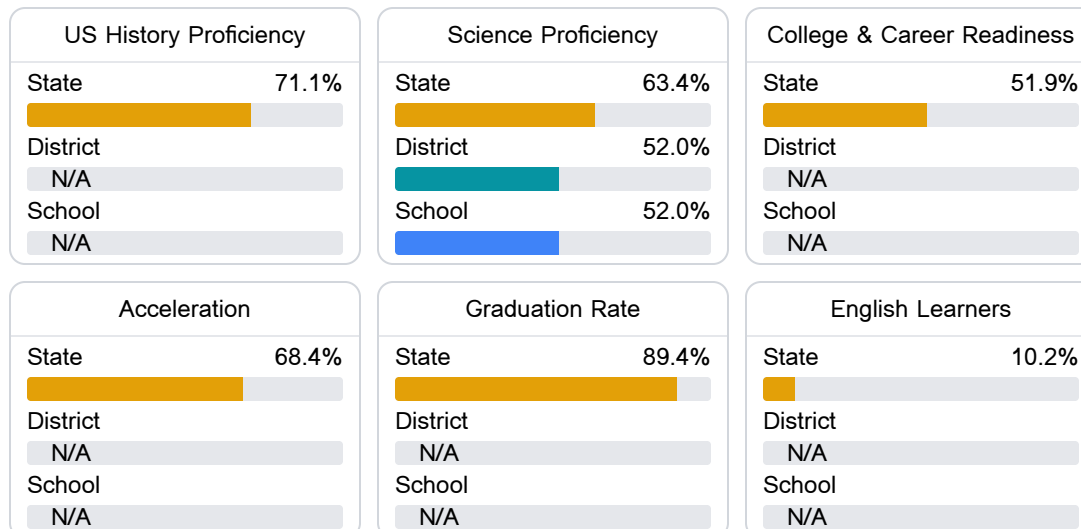 US History Proficiency
State 71.1%
District
N/A
School
N/A
Science Proficiency
State 63.4%
District 52.0%
School 52.0%
College & Career Readiness
State 51.9%
District
N/A
School
N/A
Acceleration
State 68.4%
District
N/A
School
N/A
Graduation Rate
State 89.4%
District
N/A
School
N/A
English Learners
State 10.2%
District
N/A
School
N/A